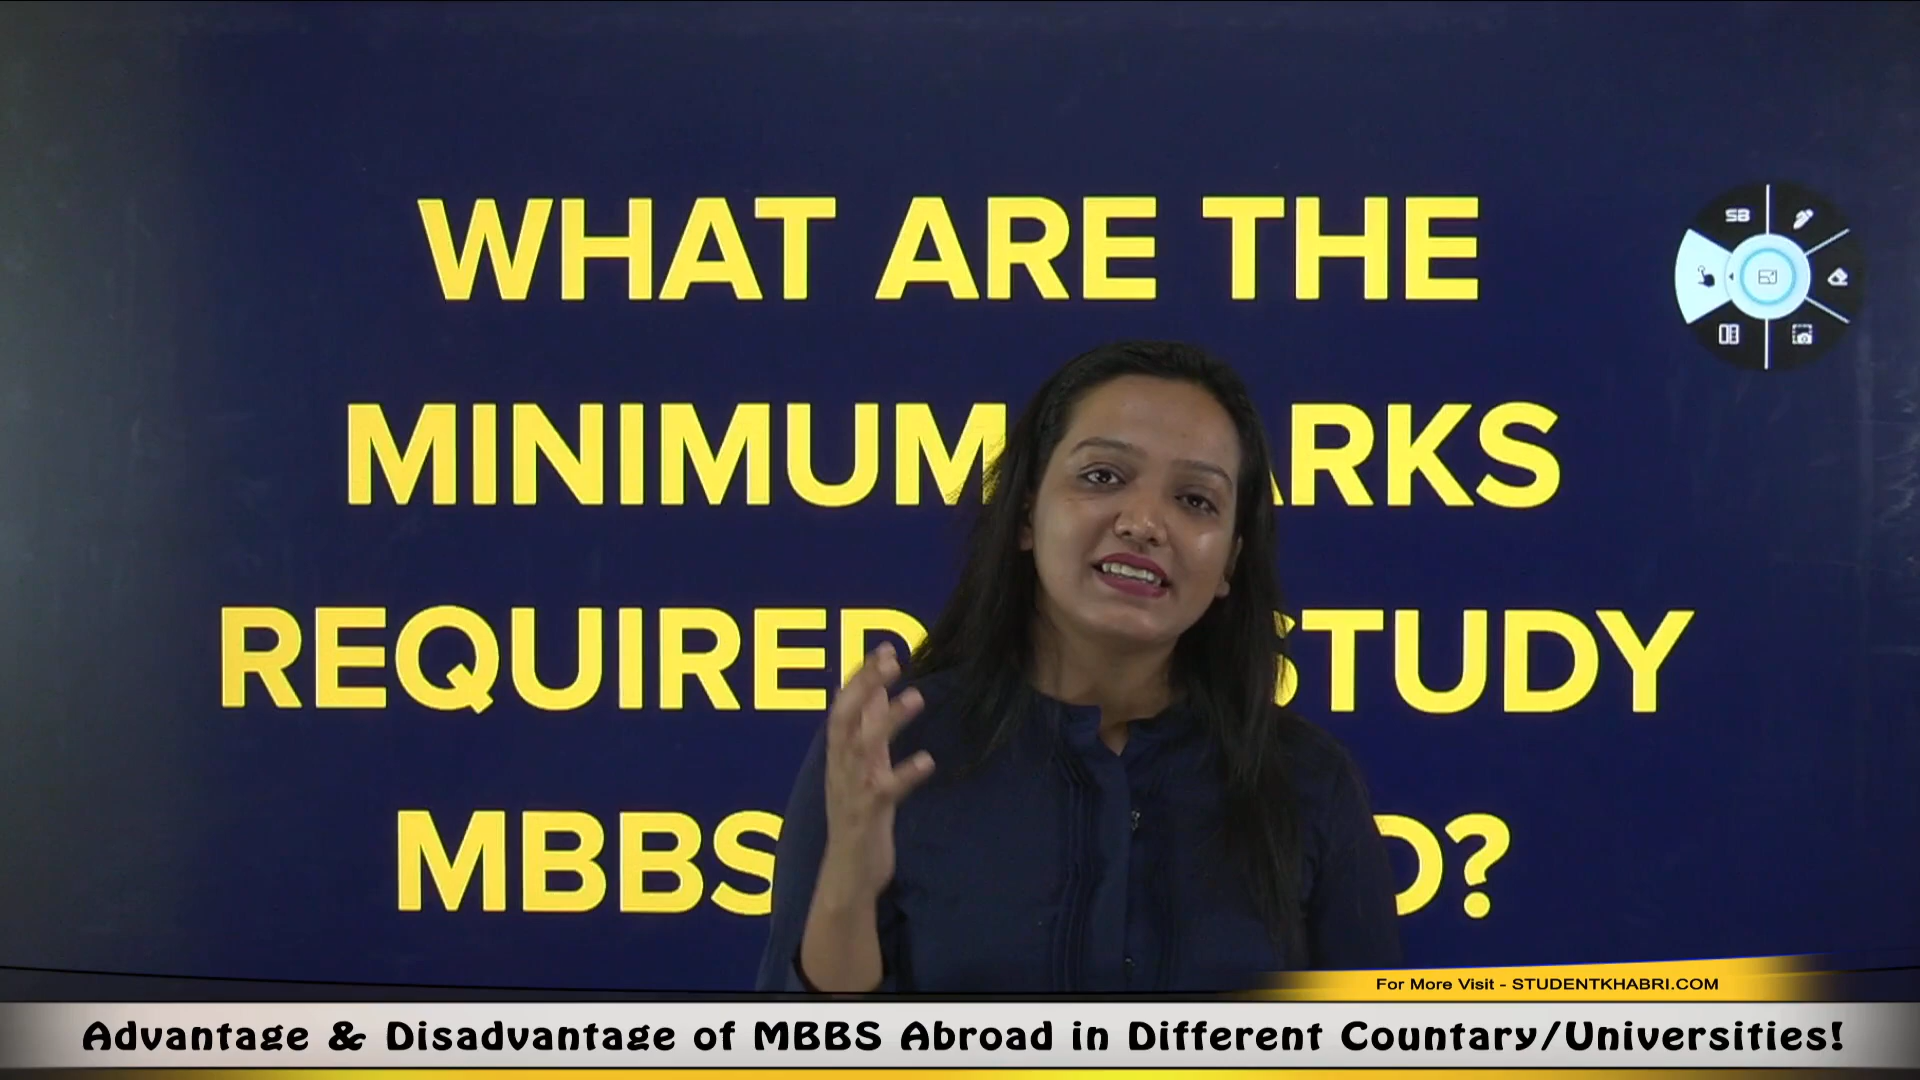 WHAT ARE THE
SB
MINIMUM ARKS
REQUIRED STUDY
MBBS D?
For More Visit - STUDENTKHABRI.COM
Advantage & Disadvantage of MBBS Abroad in Different Countary/Universities!